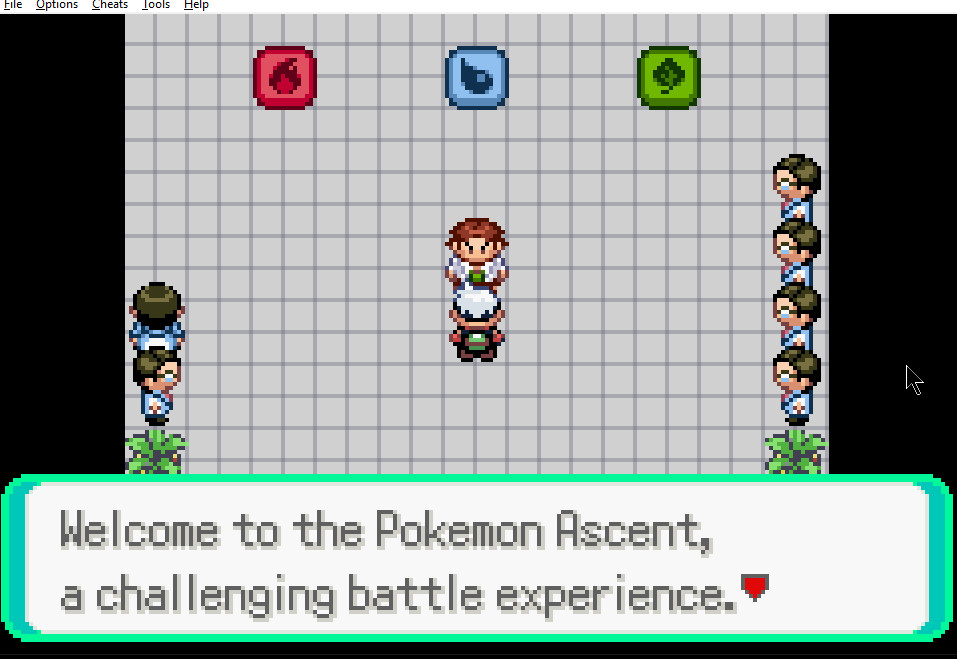 File Options Cheats Tools Help
Welcome to the Pokemon Ascent,
a challenging battle experience.